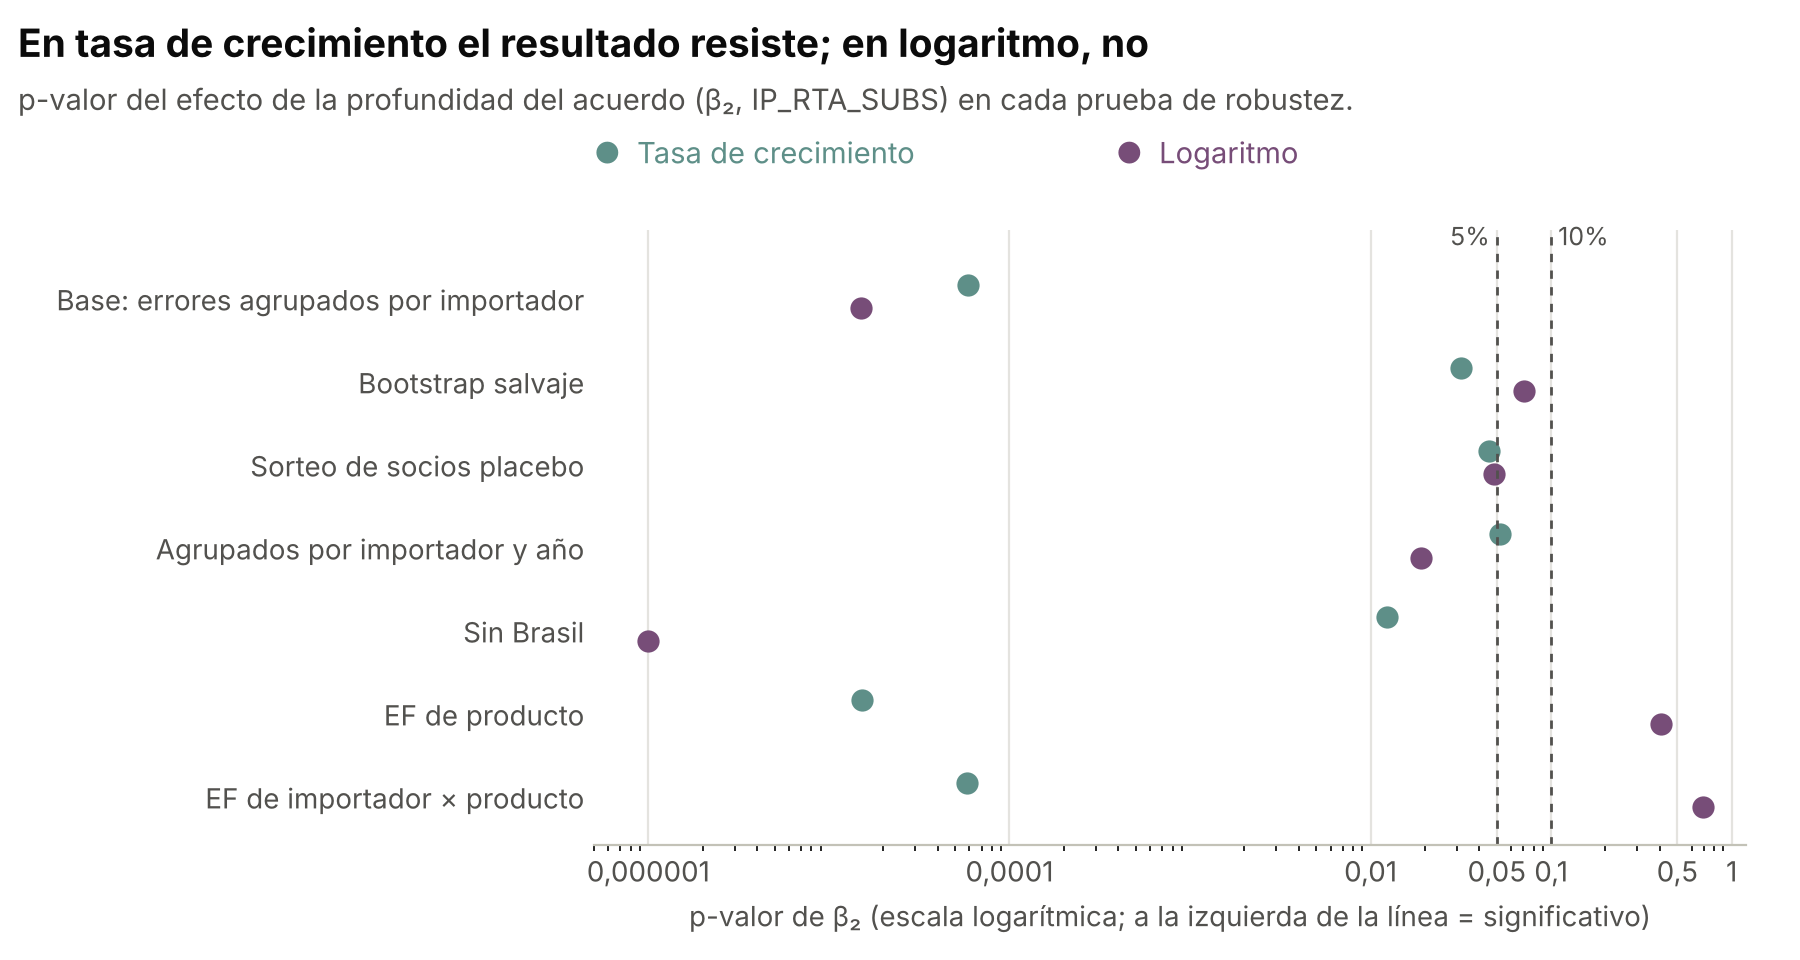 En tasa de crecimiento el resultado resiste; en logaritmo, no
p-valor del efecto de la profundidad del acuerdo (β₂, IP_RTA_SUBS) en cada prueba de robustez.
Tasa de crecimiento
Logaritmo
5%
10%
Base: errores agrupados por importador
Bootstrap salvaje
Sorteo de socios placebo
Agrupados por importador y año
Sin Brasil
EF de producto
EF de importador × producto
0,000001
0,0001
0,01
0,05
0,1
0,5
1
p-valor de β₂ (escala logarítmica; a la izquierda de la línea = significativo)